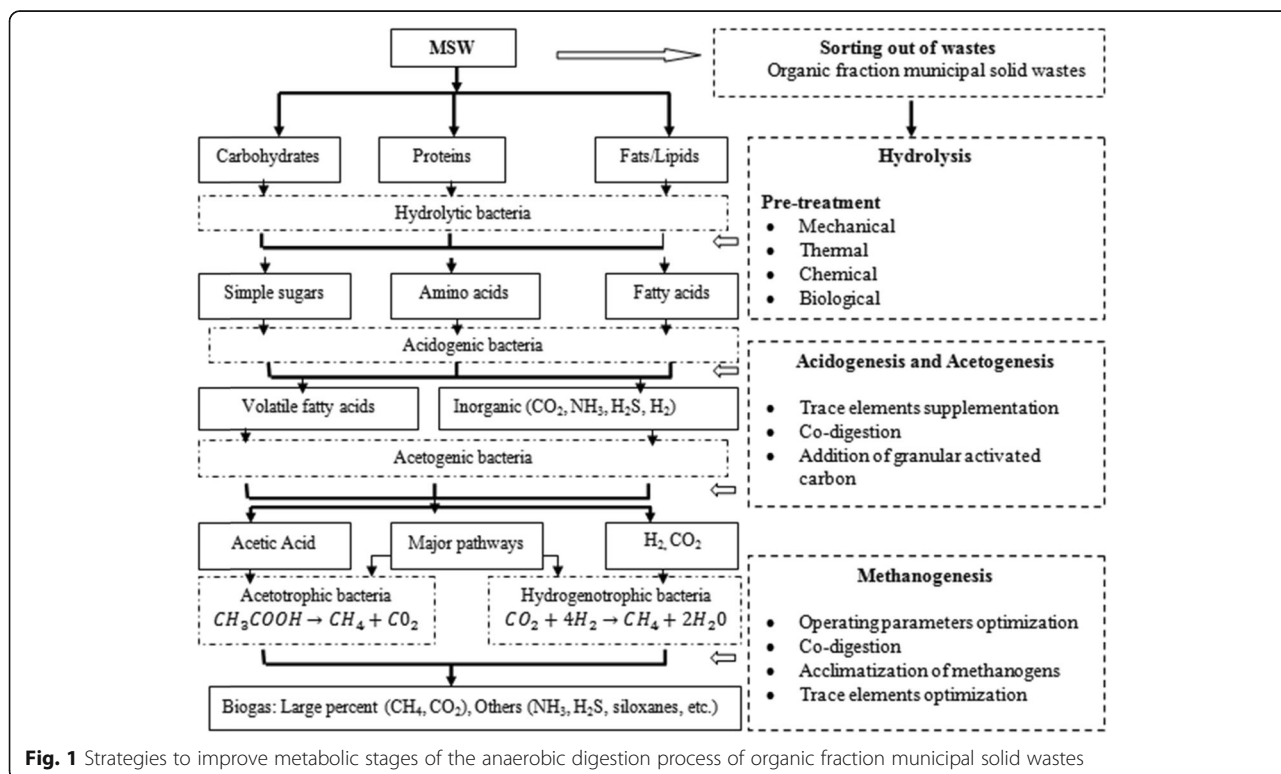 MSW
Sorting out of wastes
Organic fraction municipal solid wastes
Carbohydrates
Proteins
Fats/Lipids
Hydrolytic bacteria
Hydrolysis
Pre-treatment
• Mechanical
• Thermal
• Chemical
• Biological
Simple sugars
Amino acids
Fatty acids
Acidogenic bacteria
Volatile fatty acids
Inorganic (CO₂, NH₃, H₂S, H₂)
Acetogenic bacteria
Acidogenesis and Acetogenesis
• Trace elements supplementation
• Co-digestion
• Addition of granular activated
carbon
Acetic Acid
Major pathways
H₂, CO₂
Acetotrophic bacteria
CH₃COOH → CH₄ + CO₂
Hydrogenotrophic bacteria
CO₂ + 4H₂ → CH₄ + 2H₂O
Methanogenesis
• Operating parameters optimization
• Co-digestion
• Acclimatization of methanogens
• Trace elements optimization
Biogas: Large percent (CH₄, CO₂), Others (NH₃, H₂S, siloxanes, etc.)
Fig. 1 Strategies to improve metabolic stages of the anaerobic digestion process of organic fraction municipal solid wastes